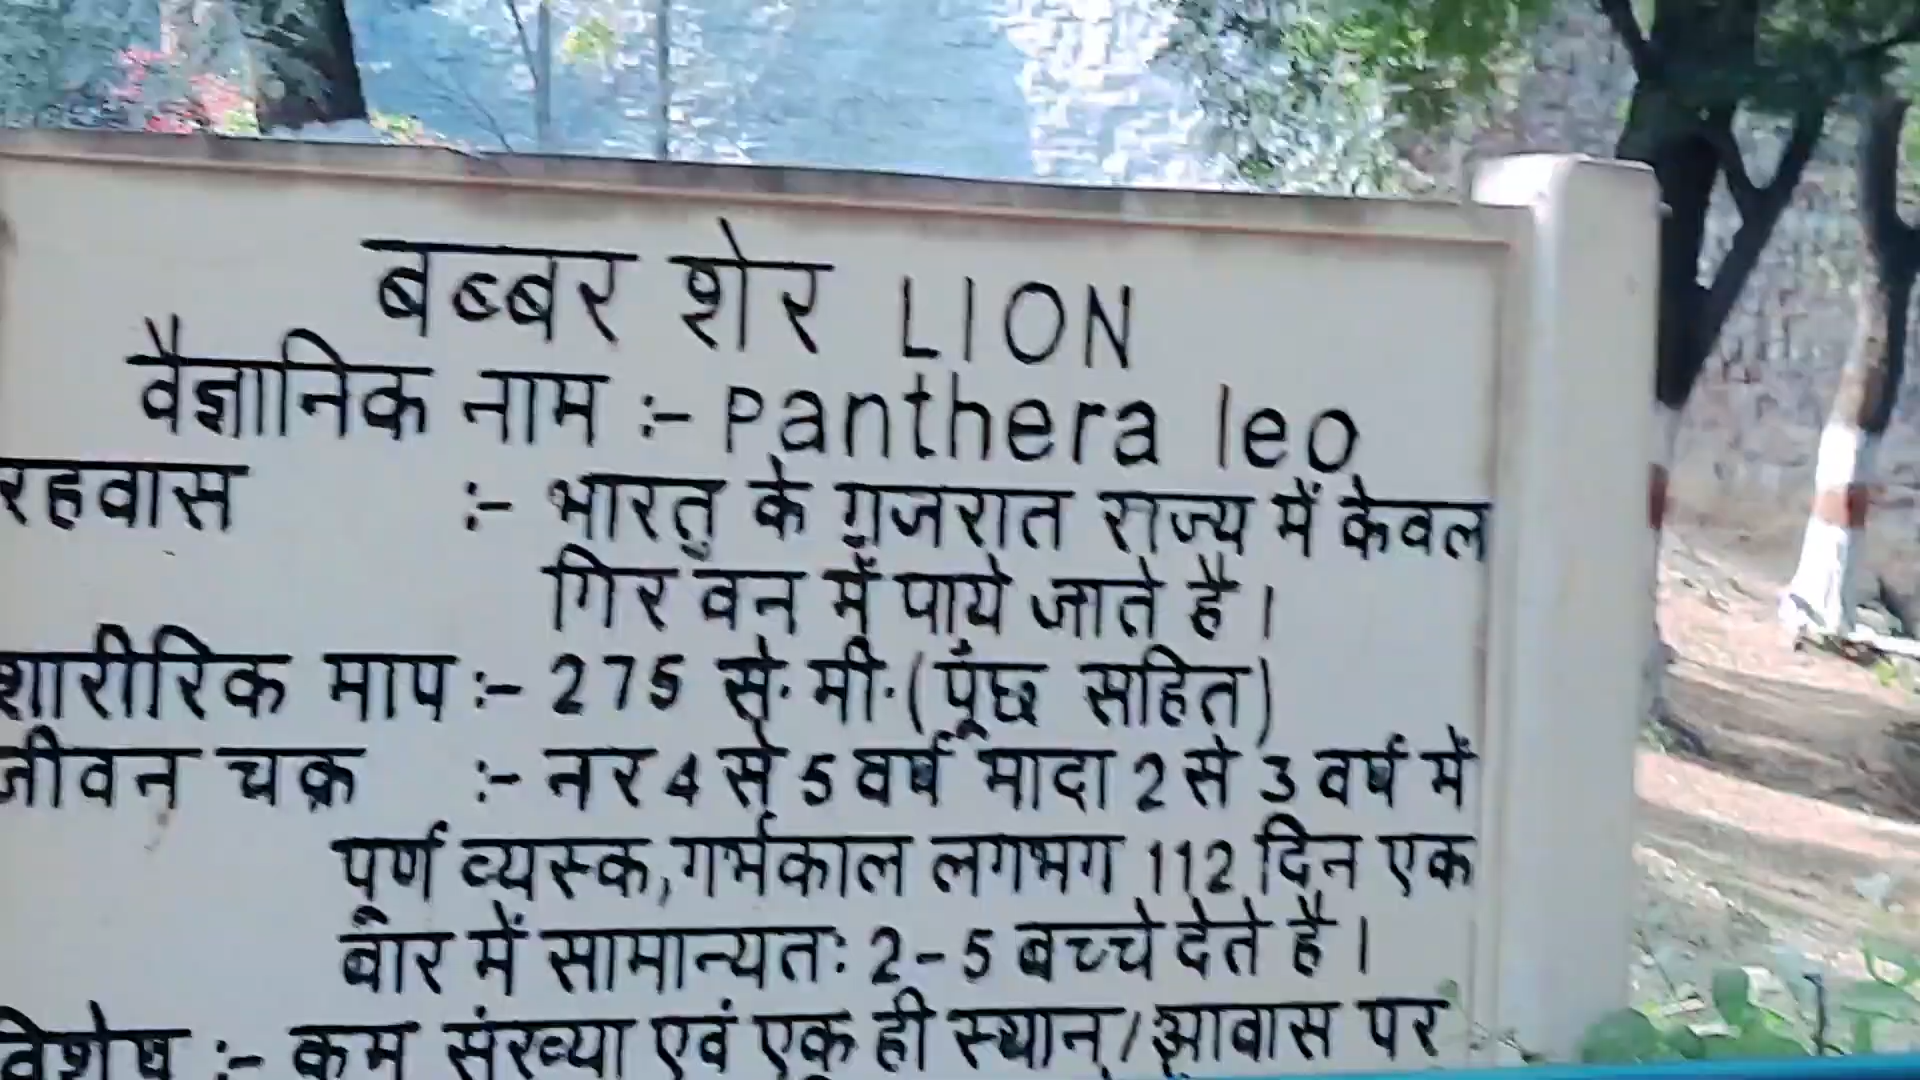 बब्बर शेर LION
वैज्ञानिक नाम :- Panthera leo
रहवास :- भारत के गुजरात राज्य में केवल
गिर वन में पाये जाते है।
शारीरिक माप :- 275 से. मी. (पूंछ सहित)
जीवन चक्र :- नर 4 से 5 वर्ष मादा 2 से 3 वर्ष में
पूर्ण व्यस्क, गर्भकाल लगभग 112 दिन एक
बार में सामान्यतः 2-5 बच्चे देते है।
विशेष :- कम संख्या एवं एक ही स्थान/आवास पर